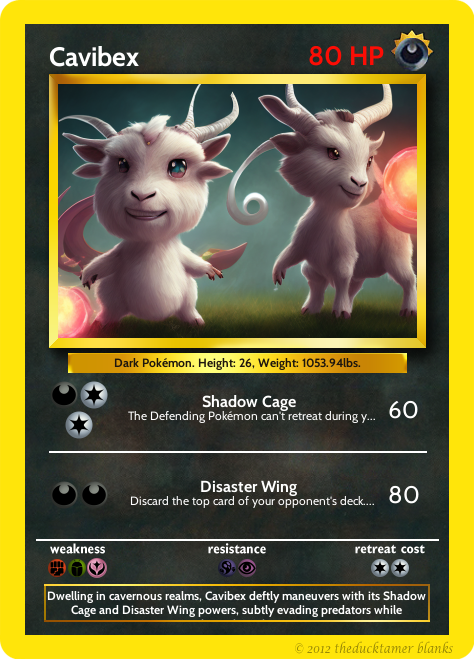 Cavibex 80 HP
Dark Pokémon. Height: 26, Weight: 1053.94lbs.
Shadow Cage
The Defending Pokémon can't retreat during y...
60
Disaster Wing
Discard the top card of your opponent's deck....
80
weakness resistance retreat cost
Dwelling in cavernous realms, Cavibex deftly maneuvers with its Shadow
Cage and Disaster Wing powers, subtly evading predators while
© 2012 theducktamer blanks